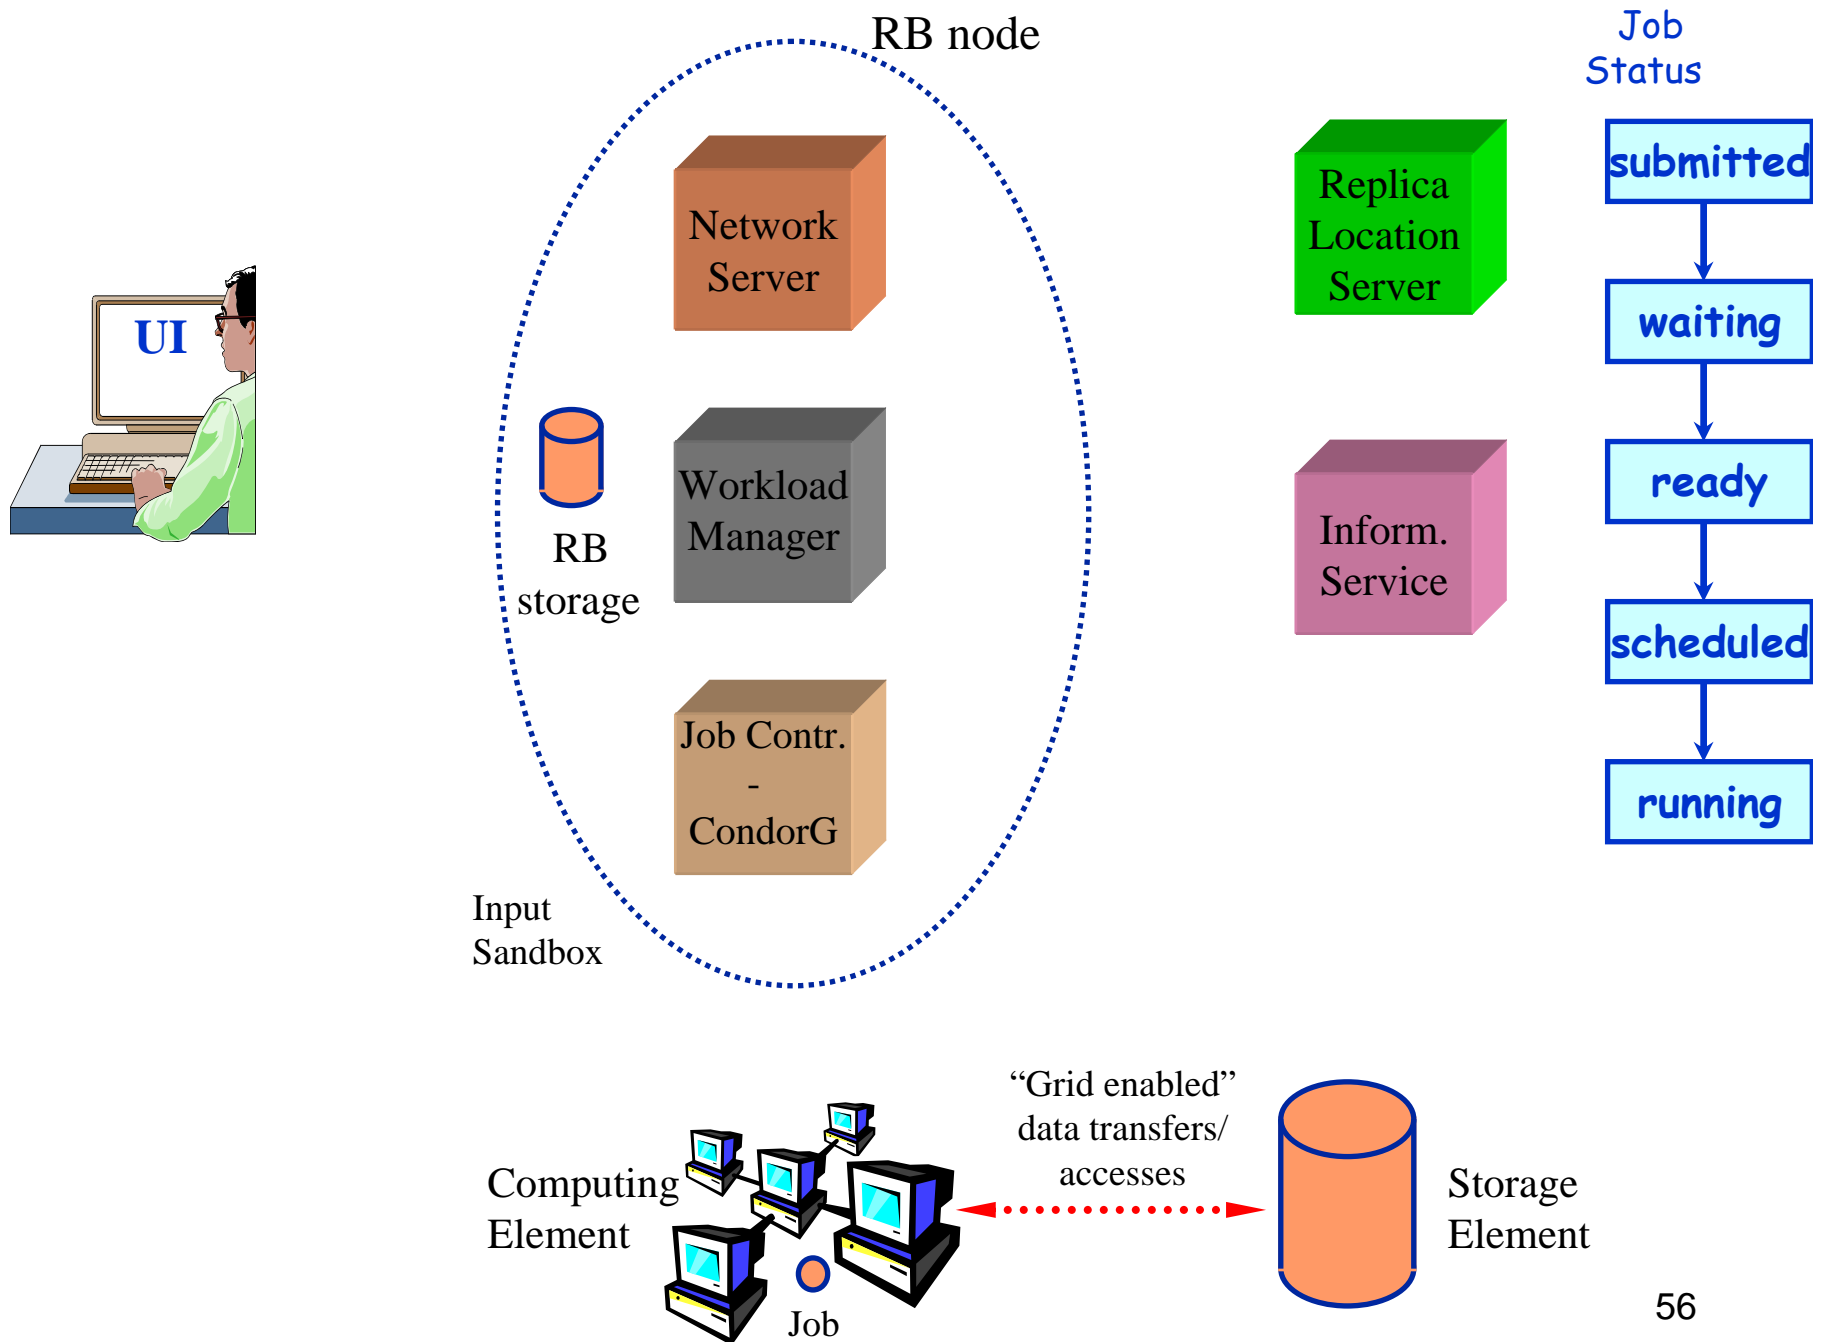 RB node
Job
Status
Network
Server
Replica
Location
Server
submitted
waiting
UI
RB
storage
Workload
Manager
Inform.
Service
ready
scheduled
Job Contr.
-
CondorG
running
Input
Sandbox
“Grid enabled”
data transfers/
accesses
Computing
Element
Job
Storage
Element
56